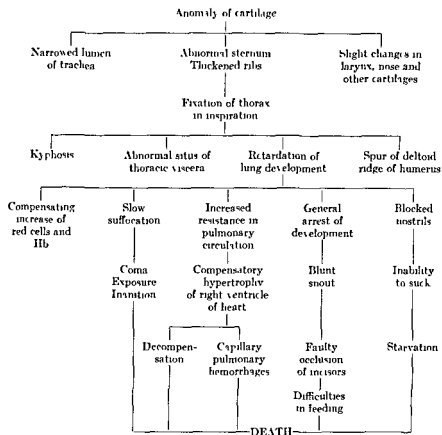 Anomaly of cartilage
Narrowed lumen
of trachea
Abnormal sternum
Thickened ribs
Slight changes in
larynx, nose and
other cartilages
Fixation of thorax
in inspiration
Kyphosis
Abnormal situs of
thoracic viscera
Retardation of
lung development
Spur of deltoid
ridge of humerus
Compensating
increase of
red cells and
Hb
Slow
suffocation
Increased
resistance in
pulmonary
circulation
General
arrest of
development
Blocked
nostrils
Coma
Exposure
Inanition
Compensatory
hypertrophy
of right ventricle
of heart
Blunt
snout
Inability
to suck
Decompen-
sation
Capillary
pulmonary
hemorrhages
Faulty
occlusion
of incisors
Starvation
Difficulties
in feeding
DEATH